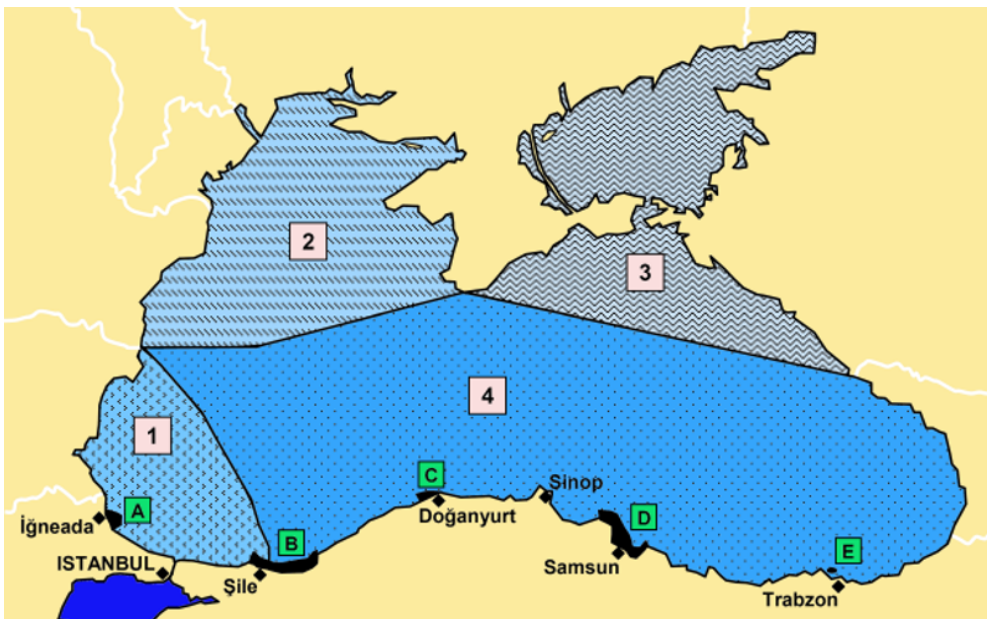 2
3
4
1
C
Sinop
A
Doğanyurt
İğneada
B
D
E
ISTANBUL
Samsun
Şile
Trabzon